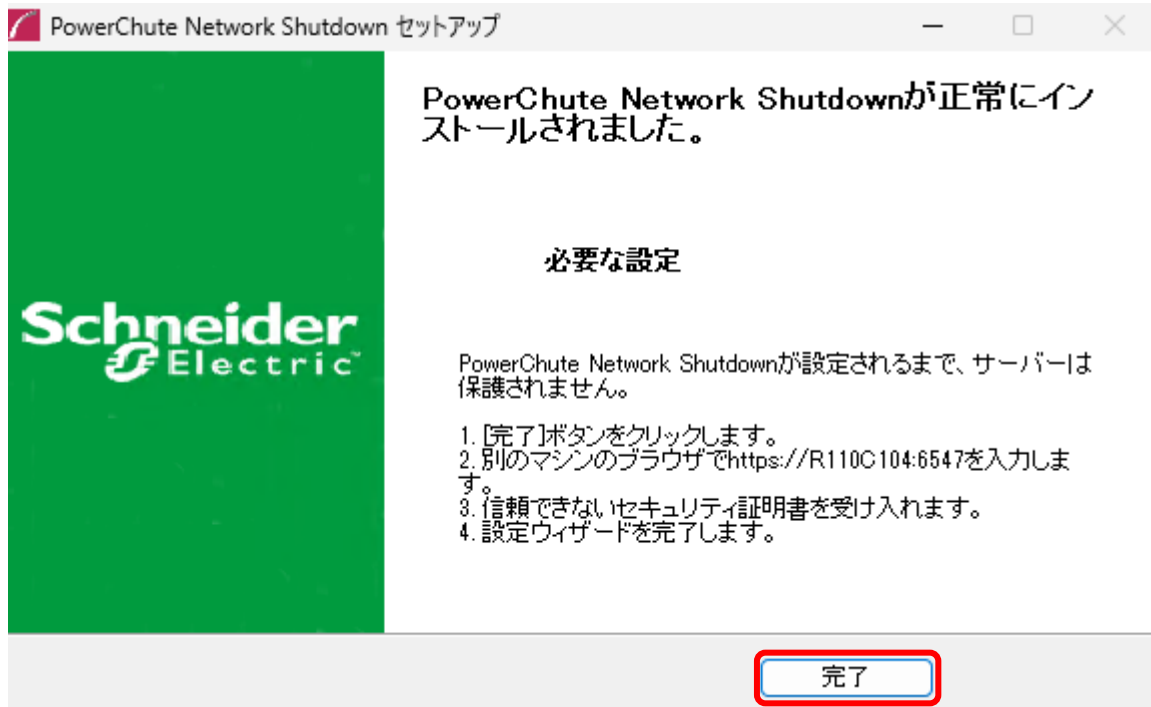 PowerChute Network Shutdown セットアップ
PowerChute Network Shutdownが正常にイン
ストールされました。
必要な設定
Schneider
Electric
PowerChute Network Shutdownが設定されるまで、サーバーは
保護されません。
1. [完了]ボタンをクリックします。
2. 別のマシンのブラウザでhttps://R110C104:6547を入力しま
す。
3. 信頼できないセキュリティ証明書を受け入れます。
4. 設定ウィザードを完了します。
完了